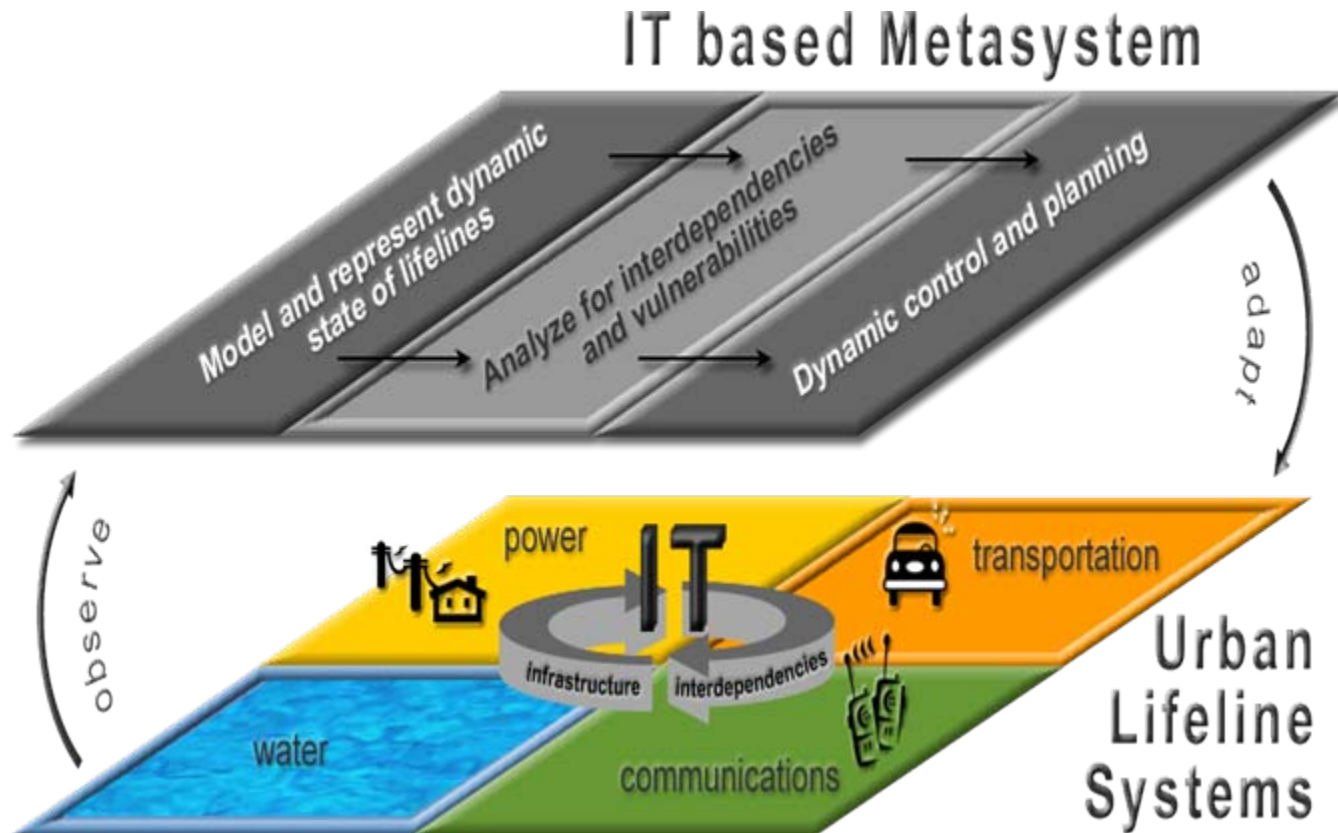 IT based Metasystem
Model and represent dynamic
state of lifelines
Analyze for interdependencies
and vulnerabilities
Dynamic control and planning
adapt
observe
power
IT
transportation
infrastructure
interdependencies
water
communications
Urban
Lifeline
Systems